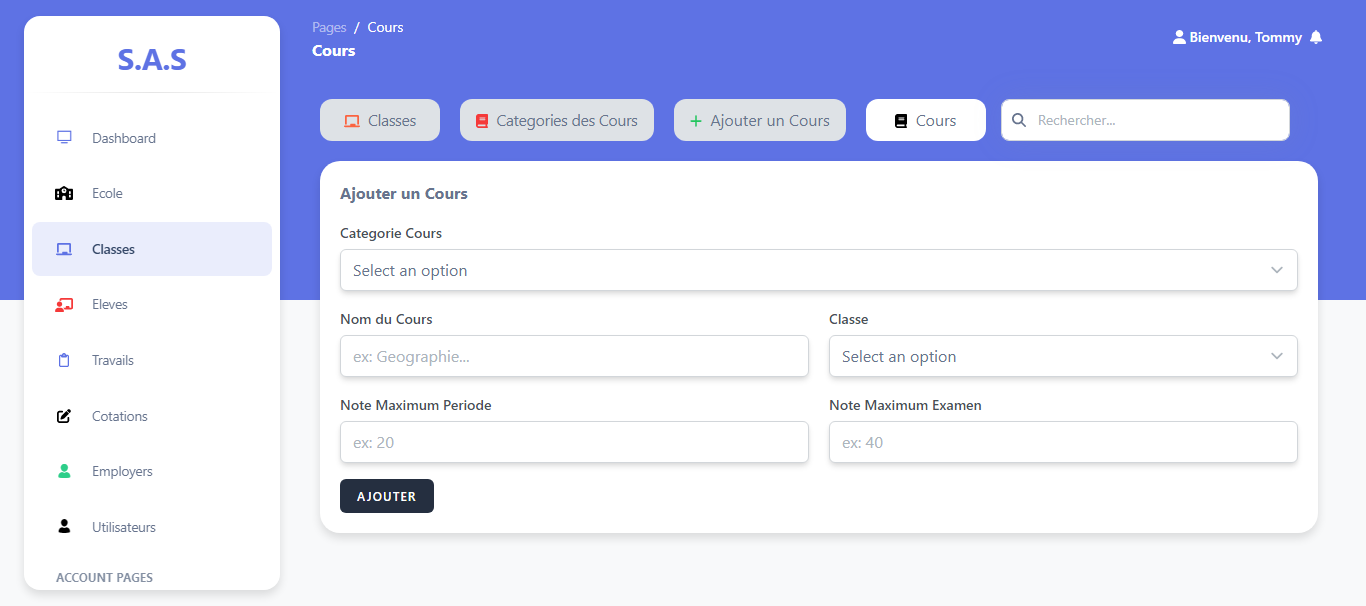 S.A.S
Dashboard
Ecole
Classes
Eleves
Travails
Cotations
Employers
Utilisateurs
ACCOUNT PAGES
Pages / Cours
Cours
Bienvenu, Tommy
Classes
Categories des Cours
+ Ajouter un Cours
Cours
Rechercher...
Ajouter un Cours
Categorie Cours
Select an option
Nom du Cours
ex: Geographie...
Classe
Select an option
Note Maximum Periode
ex: 20
Note Maximum Examen
ex: 40
AJOUTER